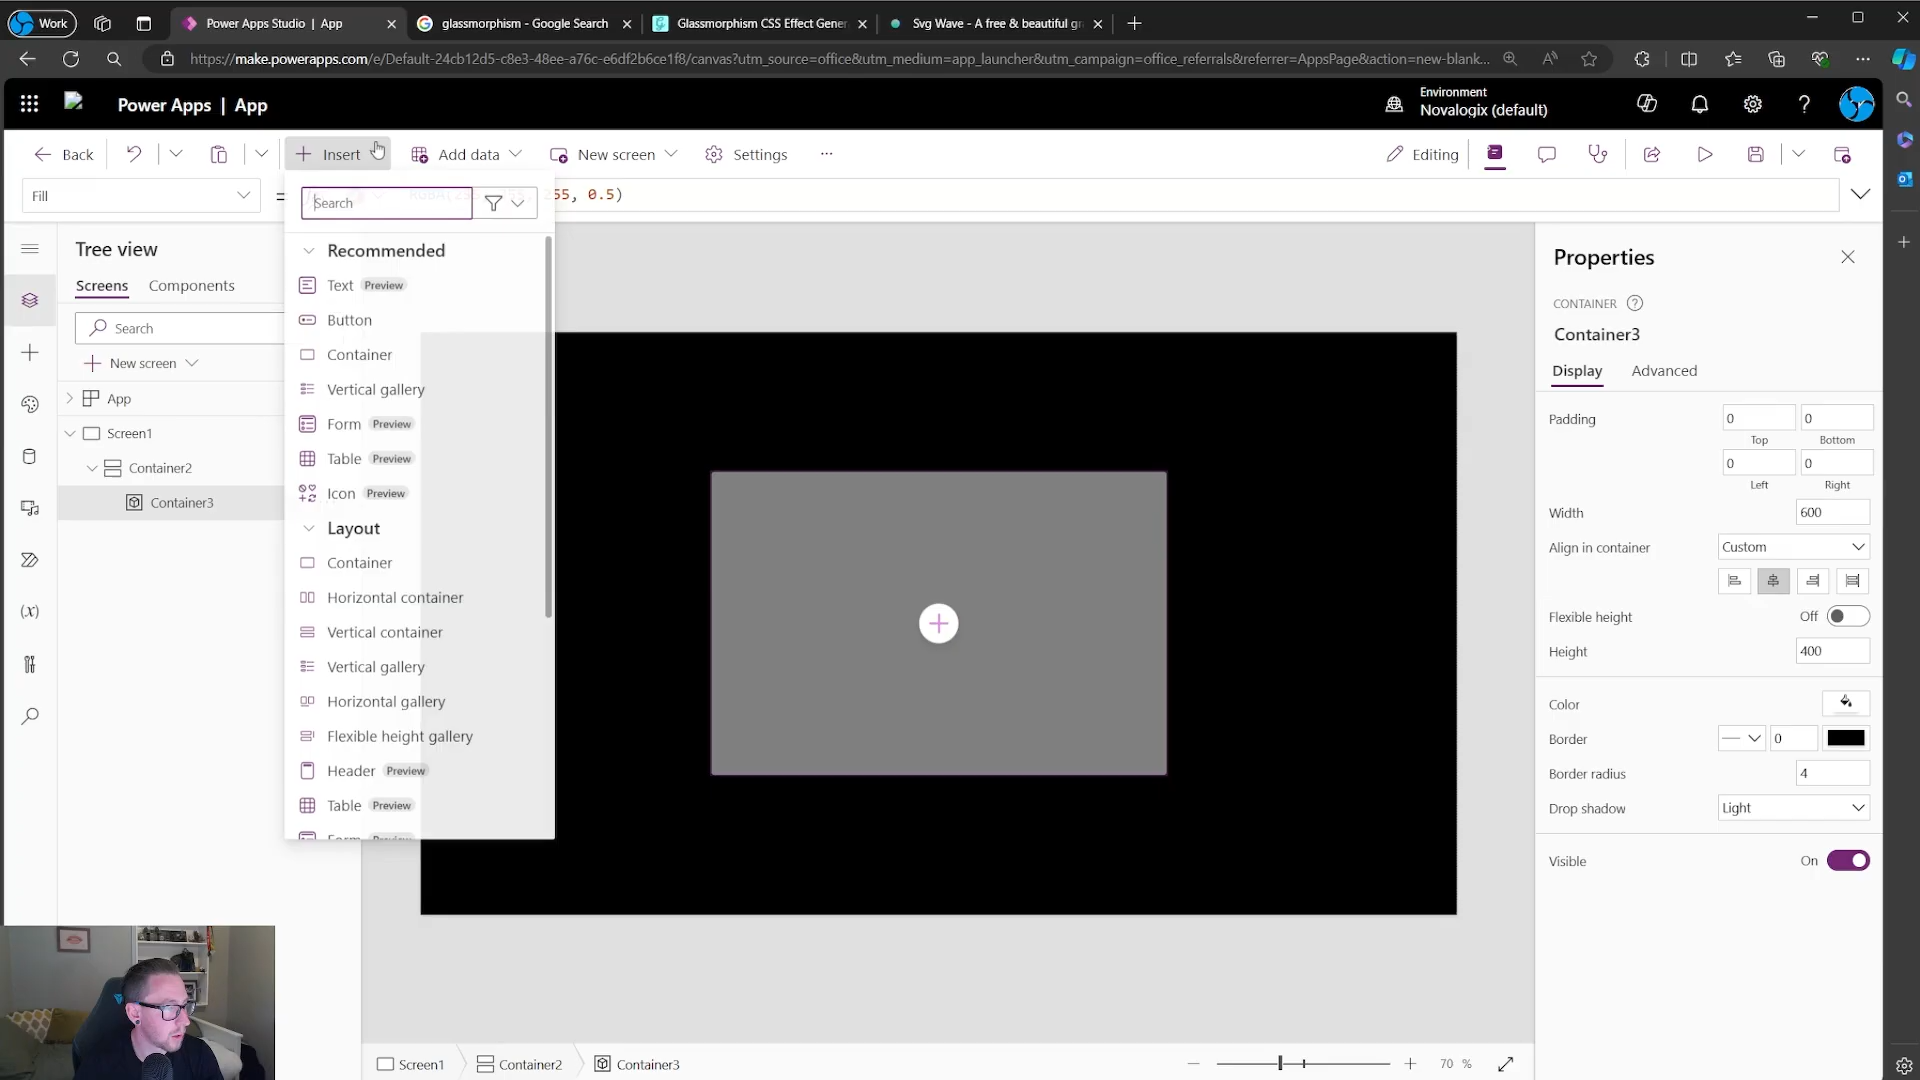 Work
Power Apps Studio | App
glassmorphism - Google Search
Glassmorphism CSS Effect Gener
Svg Wave - A free & beautiful gr
https://make.powerapps.com/e/Default-24cb12d5-c8e3-48ee-a76c-e6df2b6ce1f8/canvas?utm_source=office&utm_medium=app_launcher&utm_campaign=office_referrals&referrer=AppsPage&action=new-blank...
Power Apps | App
Environment
Novalogix (default)
Back
Insert
Add data
New screen
Settings
Editing
Fill
=
Search
55, 0.5)
Tree view
Screens
Components
Search
New screen
App
Screen1
Container2
Container3
Recommended
Text Preview
Button
Container
Vertical gallery
Form Preview
Table Preview
Icon Preview
Layout
Container
Horizontal container
Vertical container
Vertical gallery
Horizontal gallery
Flexible height gallery
Header Preview
Table Preview
Form Preview
Properties
CONTAINER
Container3
Display
Advanced
Padding
0
0
Top
Bottom
0
0
Left
Right
Width
600
Align in container
Custom
Flexible height
Off
Height
400
Color
Border
0
Border radius
4
Drop shadow
Light
Visible
On
Screen1
Container2
Container3
70 %